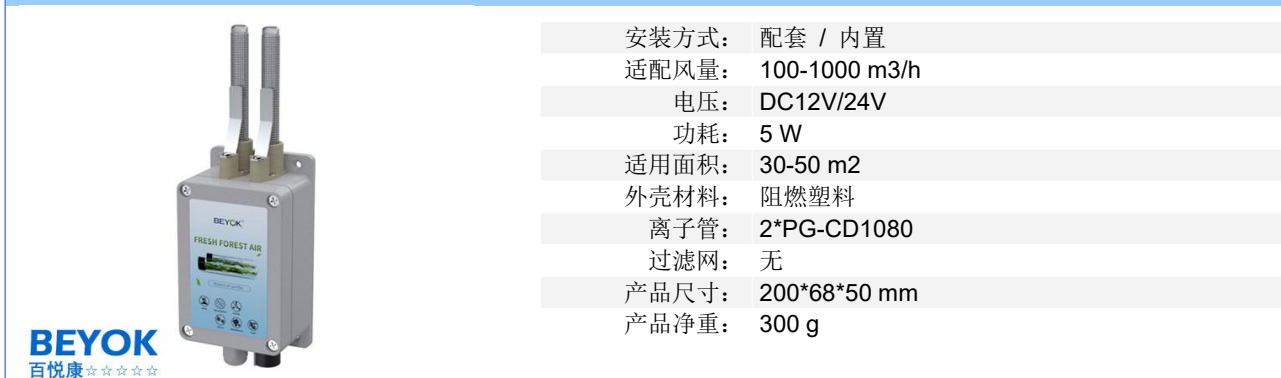 安装方式： 配套 / 内置
适配风量： 100-1000 m3/h
电压： DC12V/24V
功耗： 5 W
适用面积： 30-50 m2
外壳材料： 阻燃塑料
离子管： 2*PG-CD1080
过滤网： 无
产品尺寸： 200*68*50 mm
产品净重： 300 g
BEYOK
FRESH FOREST AIR
BEYOK
百悦康☆☆☆☆☆